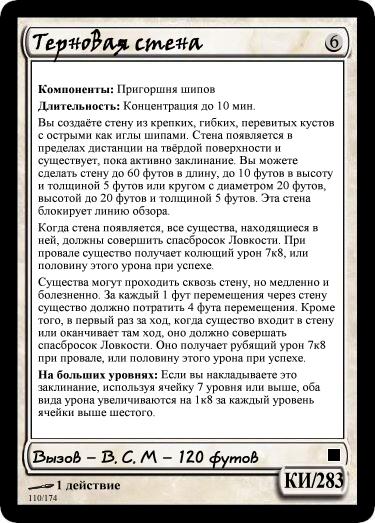 Терновая стена
6
Компоненты: Пригоршня шипов
Длительность: Концентрация до 10 мин.
Вы создаёте стену из крепких, гибких, перевитых кустов
с острыми как иглы шипами. Стена появляется в
пределах дистанции на твёрдой поверхности и
существует, пока активно заклинание. Вы можете
сделать стену до 60 футов в длину, до 10 футов в высоту
и толщиной 5 футов или кругом с диаметром 20 футов,
высотой до 20 футов и толщиной 5 футов. Эта стена
блокирует линию обзора.
Когда стена появляется, все существа, находящиеся в
ней, должны совершить спасбросок Ловкости. При
провале существо получает колющий урон 7к8, или
половину этого урона при успехе.
Существа могут проходить сквозь стену, но медленно и
болезненно. За каждый 1 фут перемещения через стену
существо должно потратить 4 фута перемещения. Кроме
того, в первый раз за ход, когда существо входит в стену
или оканчивает там ход, оно должно совершать
спасбросок Ловкости. Оно получает рубящий урон 7к8
при провале, или половину этого урона при успехе.
На больших уровнях: Если вы накладываете это
заклинание, используя ячейку 7 уровня или выше, оба
вида урона увеличиваются на 1к8 за каждый уровень
ячейки выше шестого.
Вызов – В, С, М – 120 футов
КИ/283
1 действие
110/174